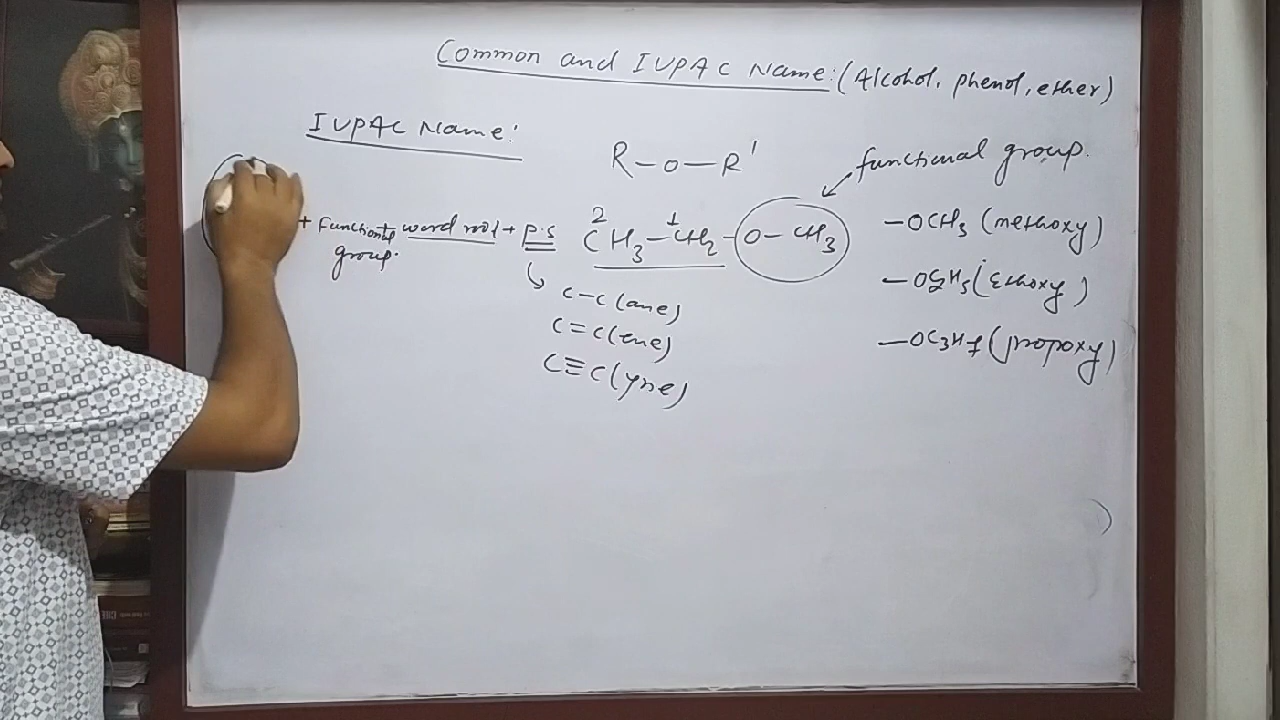 Common and IUPAC Name: (Alcohol, phenol, ether)
IUPAC Name:
R-O-R'
functional group.
+ Functional group. word root + P.S
2 1
CH3-CH2-O-CH3
-OCH3 (methoxy)
-OC2H5 (Ethoxy)
-OC3H7 (propoxy)
C-C (ane)
C=C (ene)
C≡C (yne)